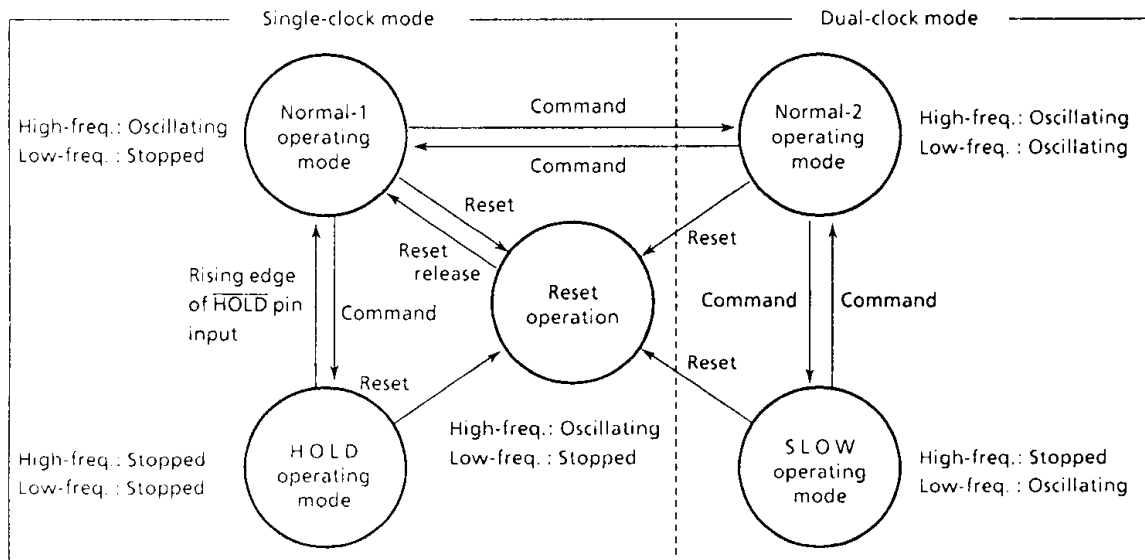 Single-clock mode
Dual-clock mode
Normal-1
operating
mode
High-freq.: Oscillating
Low-freq. : Stopped
Command
Command
Normal-2
operating
mode
High-freq.: Oscillating
Low-freq. : Oscillating
Reset
Reset
release
Reset
Rising edge
of HOLD pin
input
Command
Reset
operation
Command
Command
Reset
Reset
High-freq.: Oscillating
Low-freq. : Stopped
HOLD
operating
mode
High-freq.: Stopped
Low-freq. : Stopped
SLOW
operating
mode
High-freq.: Stopped
Low-freq. : Oscillating